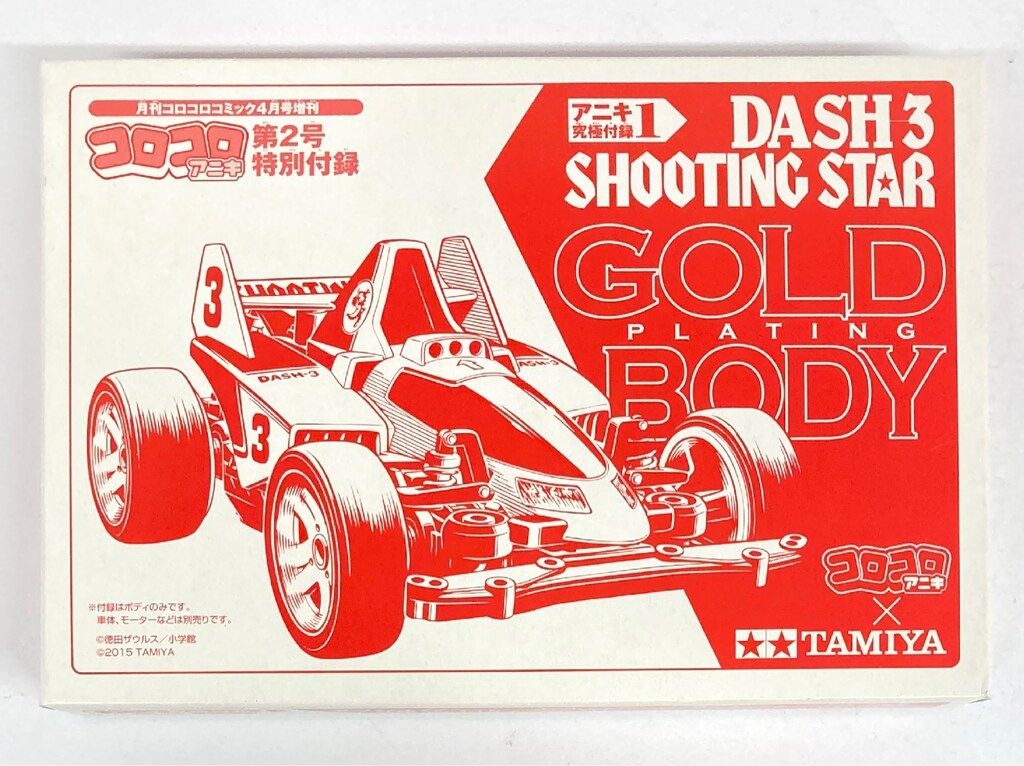 月刊コロコロコミック4月号増刊
コロコロ
アニキ
第2号
特別付録
アニキ
究極付録
1
DASH 3
SHOOTING STAR
GOLD
PLATING
BODY
3
SHOOTIN
DASH-3
3
ASH-3
※付録はボディのみです。
車体、モーターなどは別売りです。
©徳田ザウルス／小学館
©2015 TAMIYA
コロコロ
アニキ
×
TAMIYA